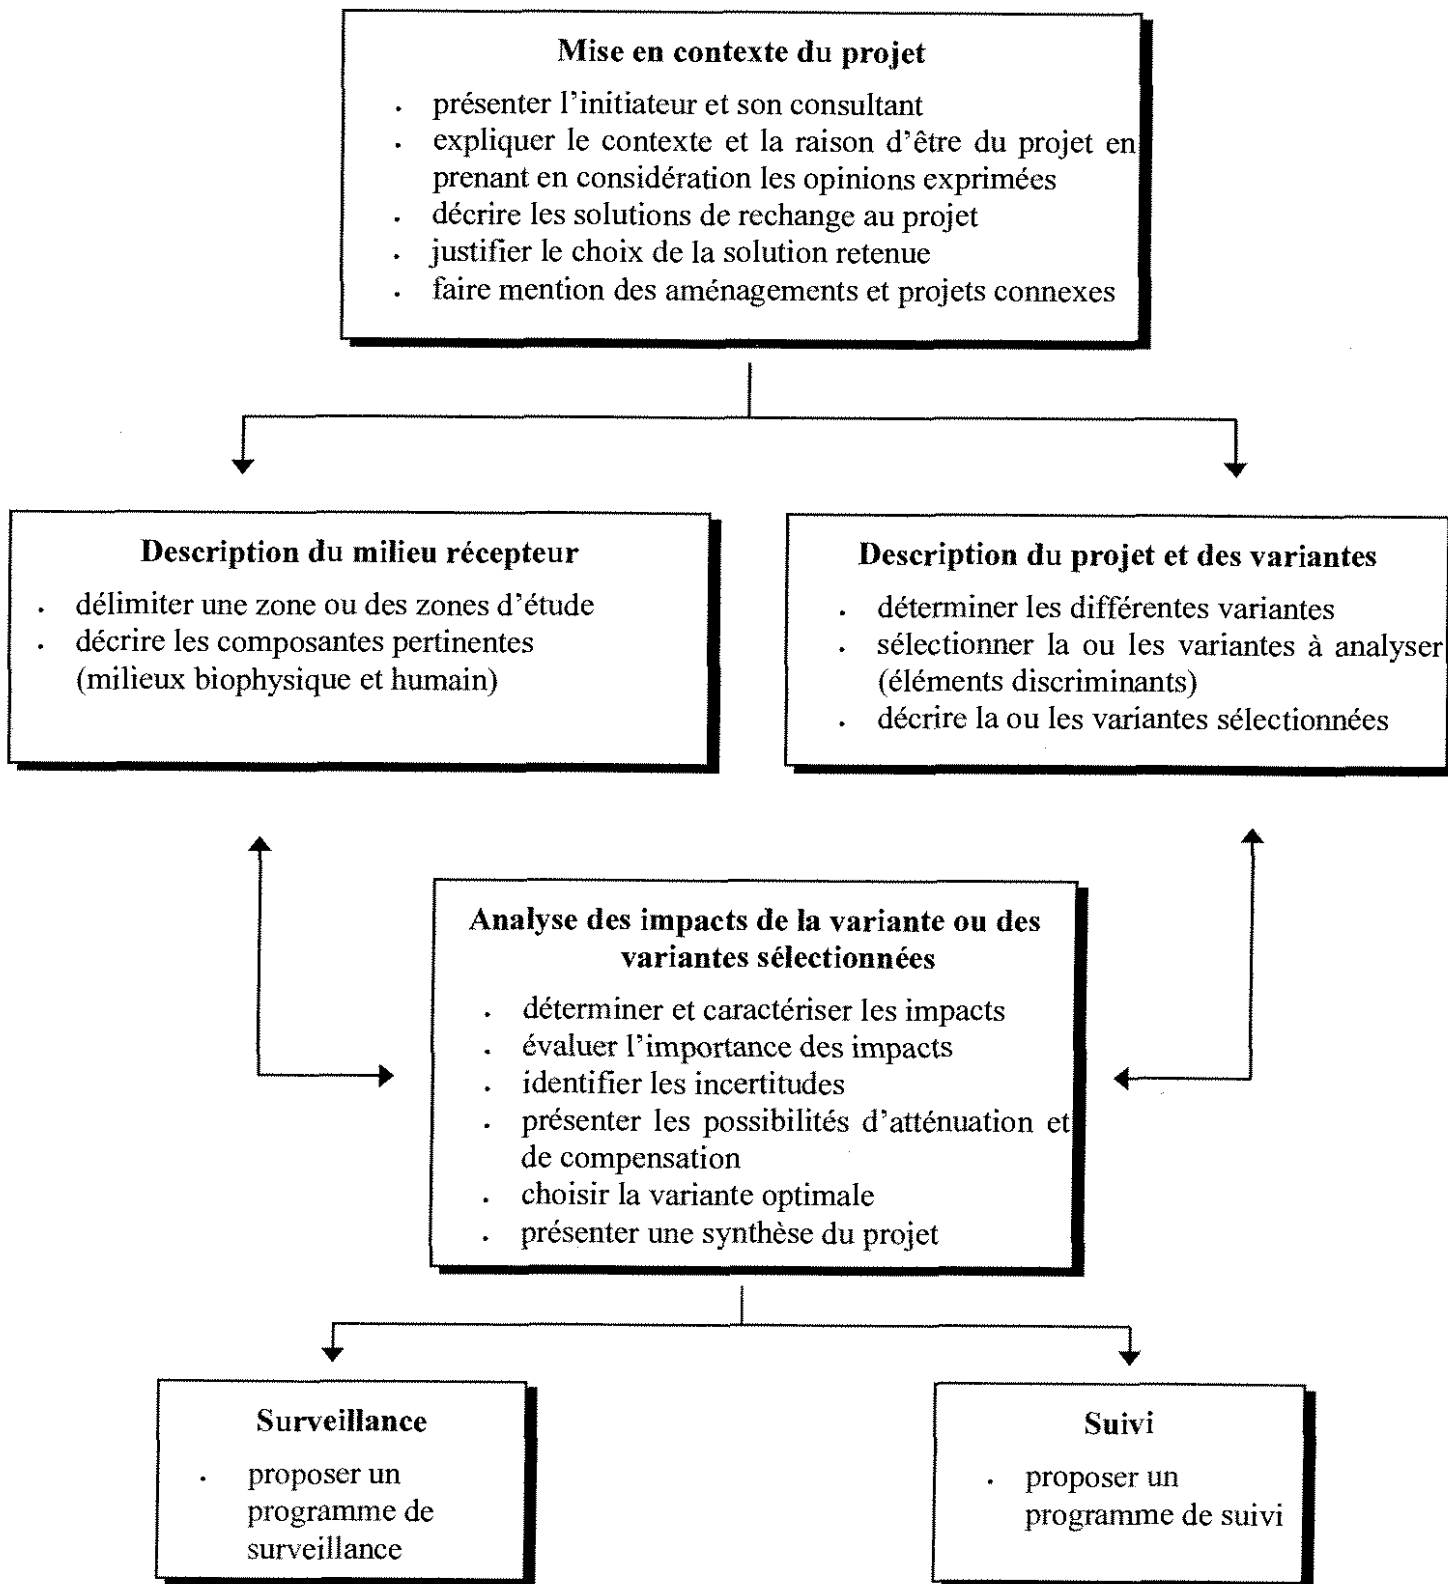 Mise en contexte du projet
. présenter l'initiateur et son consultant
. expliquer le contexte et la raison d'être du projet en
prenant en considération les opinions exprimées
. décrire les solutions de rechange au projet
. justifier le choix de la solution retenue
. faire mention des aménagements et projets connexes
Description du milieu récepteur
. délimiter une zone ou des zones d'étude
. décrire les composantes pertinentes
(milieux biophysique et humain)
Description du projet et des variantes
. déterminer les différentes variantes
. sélectionner la ou les variantes à analyser
(éléments discriminants)
. décrire la ou les variantes sélectionnées
Analyse des impacts de la variante ou des
variantes sélectionnées
. déterminer et caractériser les impacts
. évaluer l'importance des impacts
. identifier les incertitudes
. présenter les possibilités d'atténuation et
de compensation
. choisir la variante optimale
. présenter une synthèse du projet
Surveillance
. proposer un
programme de
surveillance
Suivi
. proposer un
programme de suivi